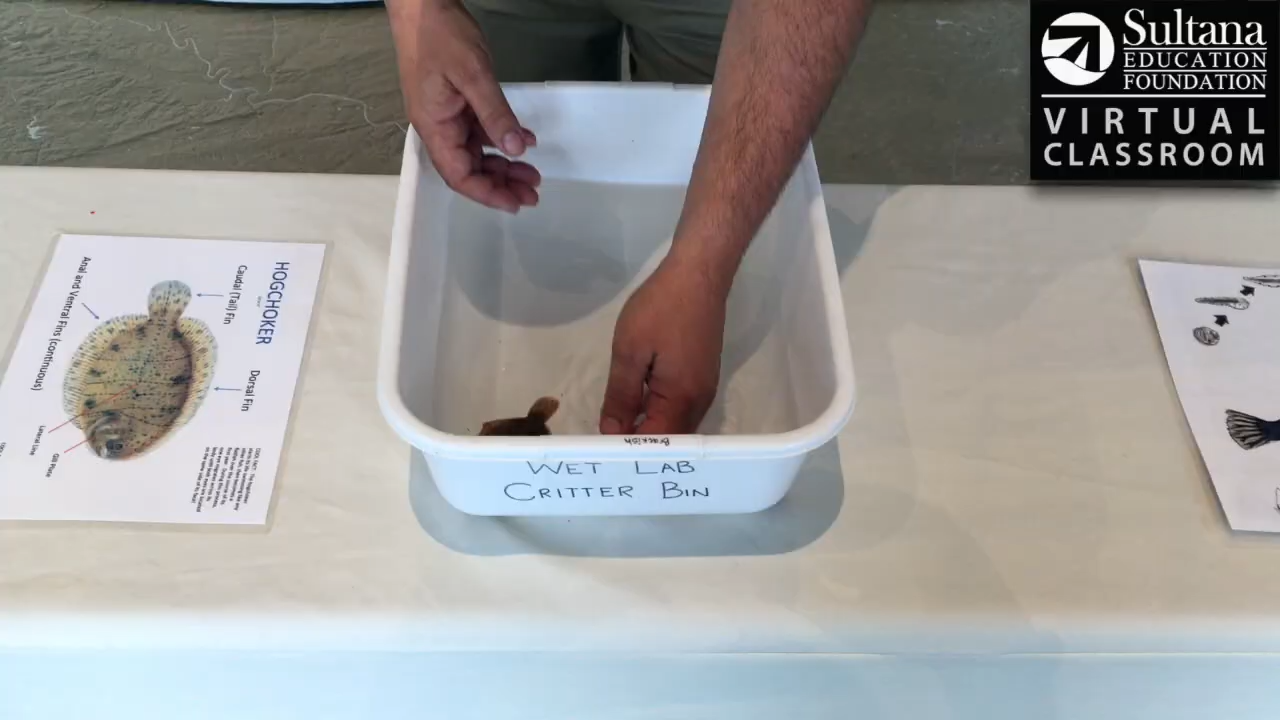 Sultana
EDUCATION
FOUNDATION
VIRTUAL
CLASSROOM
HOGCHOKER
Caudal (Tail) Fin
Anal and Ventral Fins (continuous)
Dorsal Fin
Lateral Line
Gill Plate
Brackish
WET LAB
CRITTER BIN